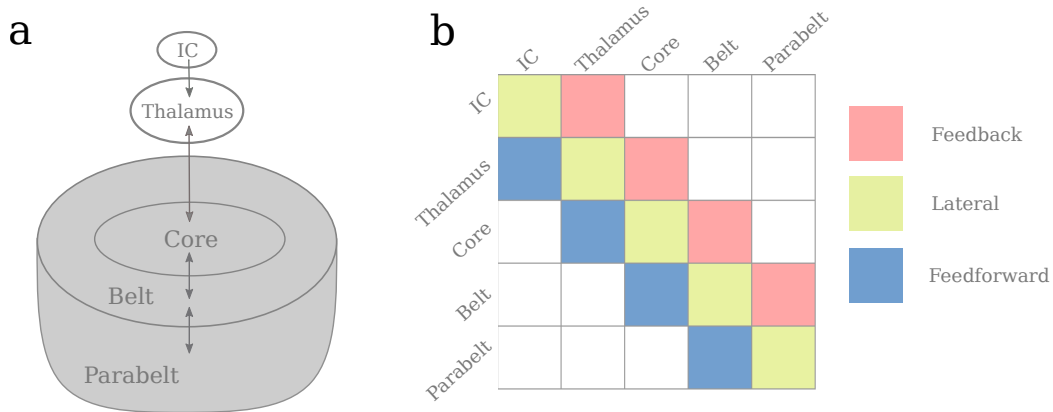 a
IC
Thalamus
Core
Belt
Parabelt
b
IC
Thalamus
Core
Belt
Parabelt
IC
Thalamus
Core
Belt
Parabelt
Feedback
Lateral
Feedforward